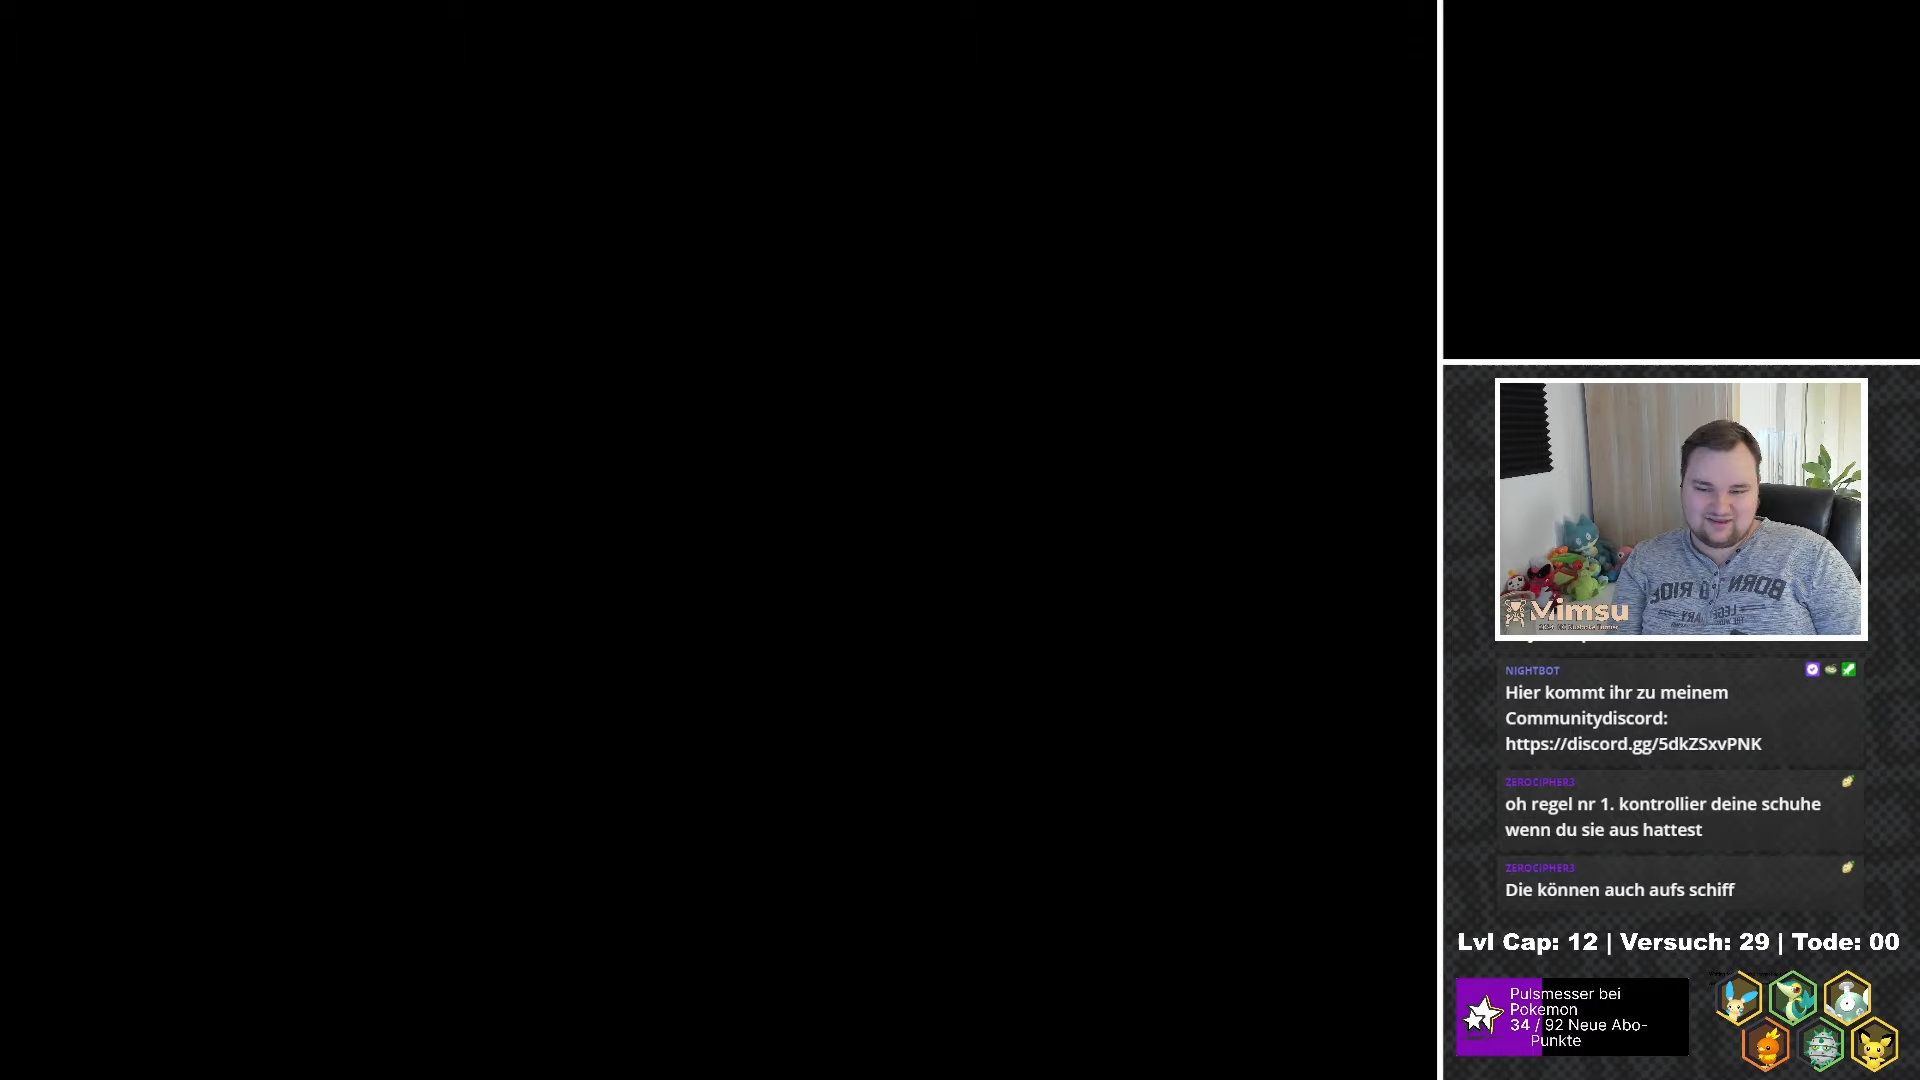 Mimsu
NIGHTBOT
Hier kommt ihr zu meinem
Communitydiscord:
https://discord.gg/5dkZSxvPNK
ZEROCIPHER3
oh regel nr 1. kontrollier deine schuhe
wenn du sie aus hattest
ZEROCIPHER3
Die können auch aufs schiff
Lvl Cap: 12 | Versuch: 29 | Tode: 00
Pulsmesser bei
Pokemon
34 / 92 Neue Abo-
Punkte